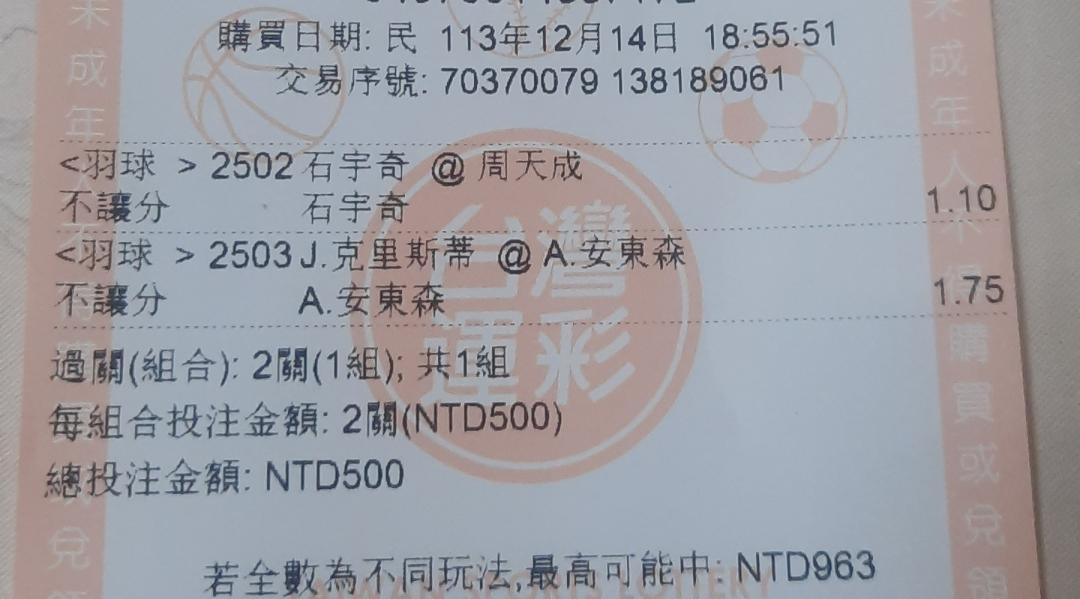 購買日期: 民 113年12月14日 18:55:51
交易序號: 70370079 138189061
<羽球 > 2502 石宇奇 @ 周天成
不讓分 石宇奇 1.10
<羽球 > 2503 J.克里斯蒂 @ A.安東森
不讓分 A.安東森 1.75
過關(組合): 2關(1組); 共1組
每組合投注金額: 2關(NTD500)
總投注金額: NTD500
若全數為不同玩法,最高可能中: NTD963
台灣
運彩